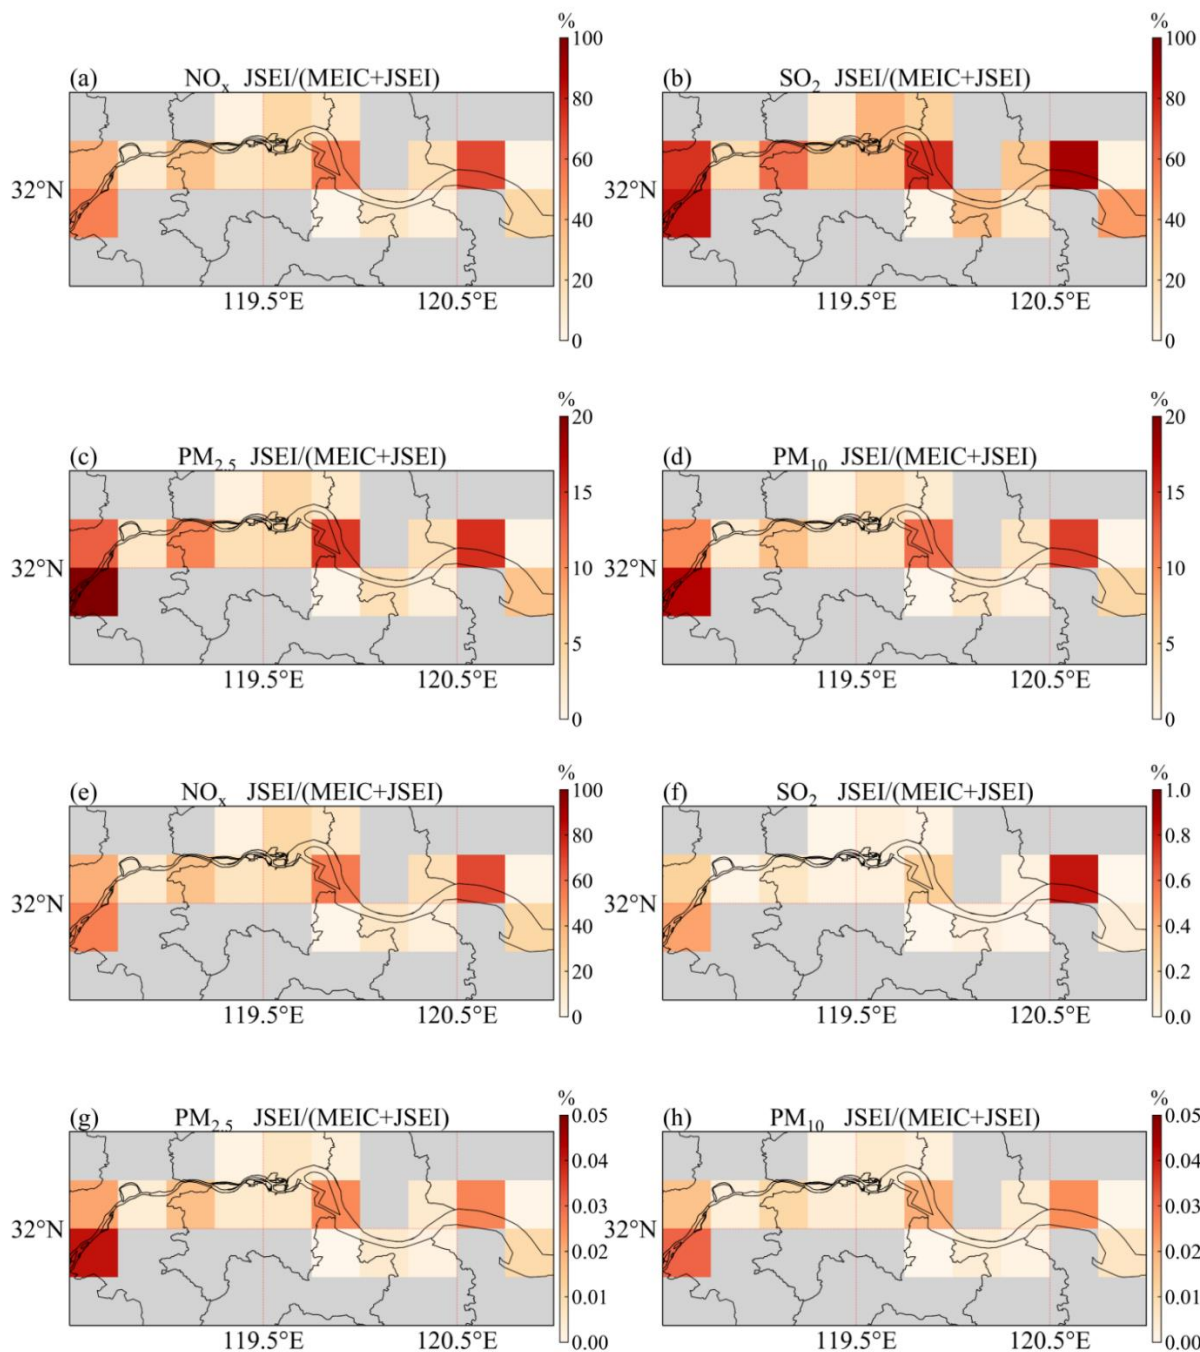 %
%
(a) NOₓ JSEI/(MEIC+JSEI)
(b) SO₂ JSEI/(MEIC+JSEI)
100
80
60
40
20
0
100
80
60
40
20
0
32°N
32°N
119.5°E 120.5°E
119.5°E 120.5°E
%
%
(c) PM₂.₅ JSEI/(MEIC+JSEI)
(d) PM₁₀ JSEI/(MEIC+JSEI)
20
15
10
5
0
20
15
10
5
0
32°N
32°N
119.5°E 120.5°E
119.5°E 120.5°E
%
%
(e) NOₓ JSEI/(MEIC+JSEI)
(f) SO₂ JSEI/(MEIC+JSEI)
100
80
60
40
20
0
1.0
0.8
0.6
0.4
0.2
0.0
32°N
32°N
119.5°E 120.5°E
119.5°E 120.5°E
%
%
(g) PM₂.₅ JSEI/(MEIC+JSEI)
(h) PM₁₀ JSEI/(MEIC+JSEI)
0.05
0.04
0.03
0.02
0.01
0.00
0.05
0.04
0.03
0.02
0.01
0.00
32°N
32°N
119.5°E 120.5°E
119.5°E 120.5°E